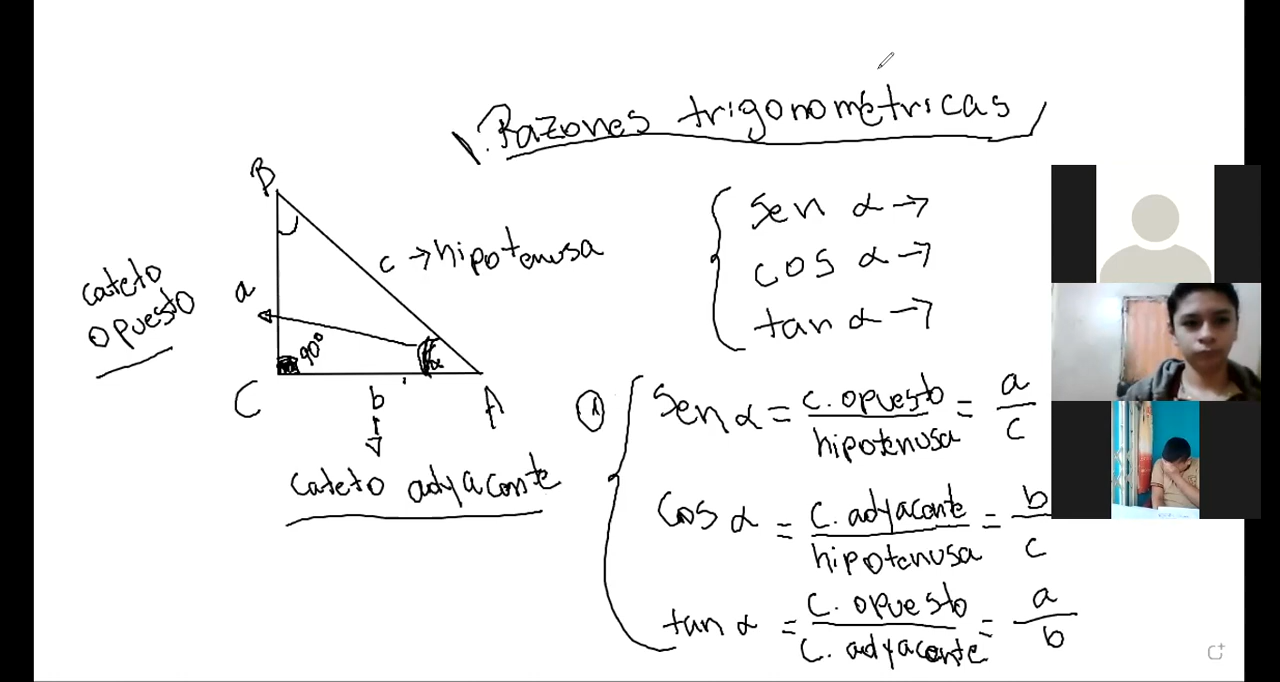 1. Razones trigonométricas
B
c → hipotenusa
a
cateto
opuesto
90°
α
C
b
A
cateto adyacente
sen α →
cos α →
tan α →
① sen α = c. opuesto / hipotenusa = a / c
cos α = c. adyacente / hipotenusa = b / c
tan α = c. opuesto / c. adyacente = a / b